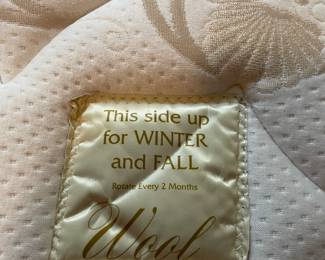 This side up
for WINTER
and FALL
Rotate Every 2 Months
Wool